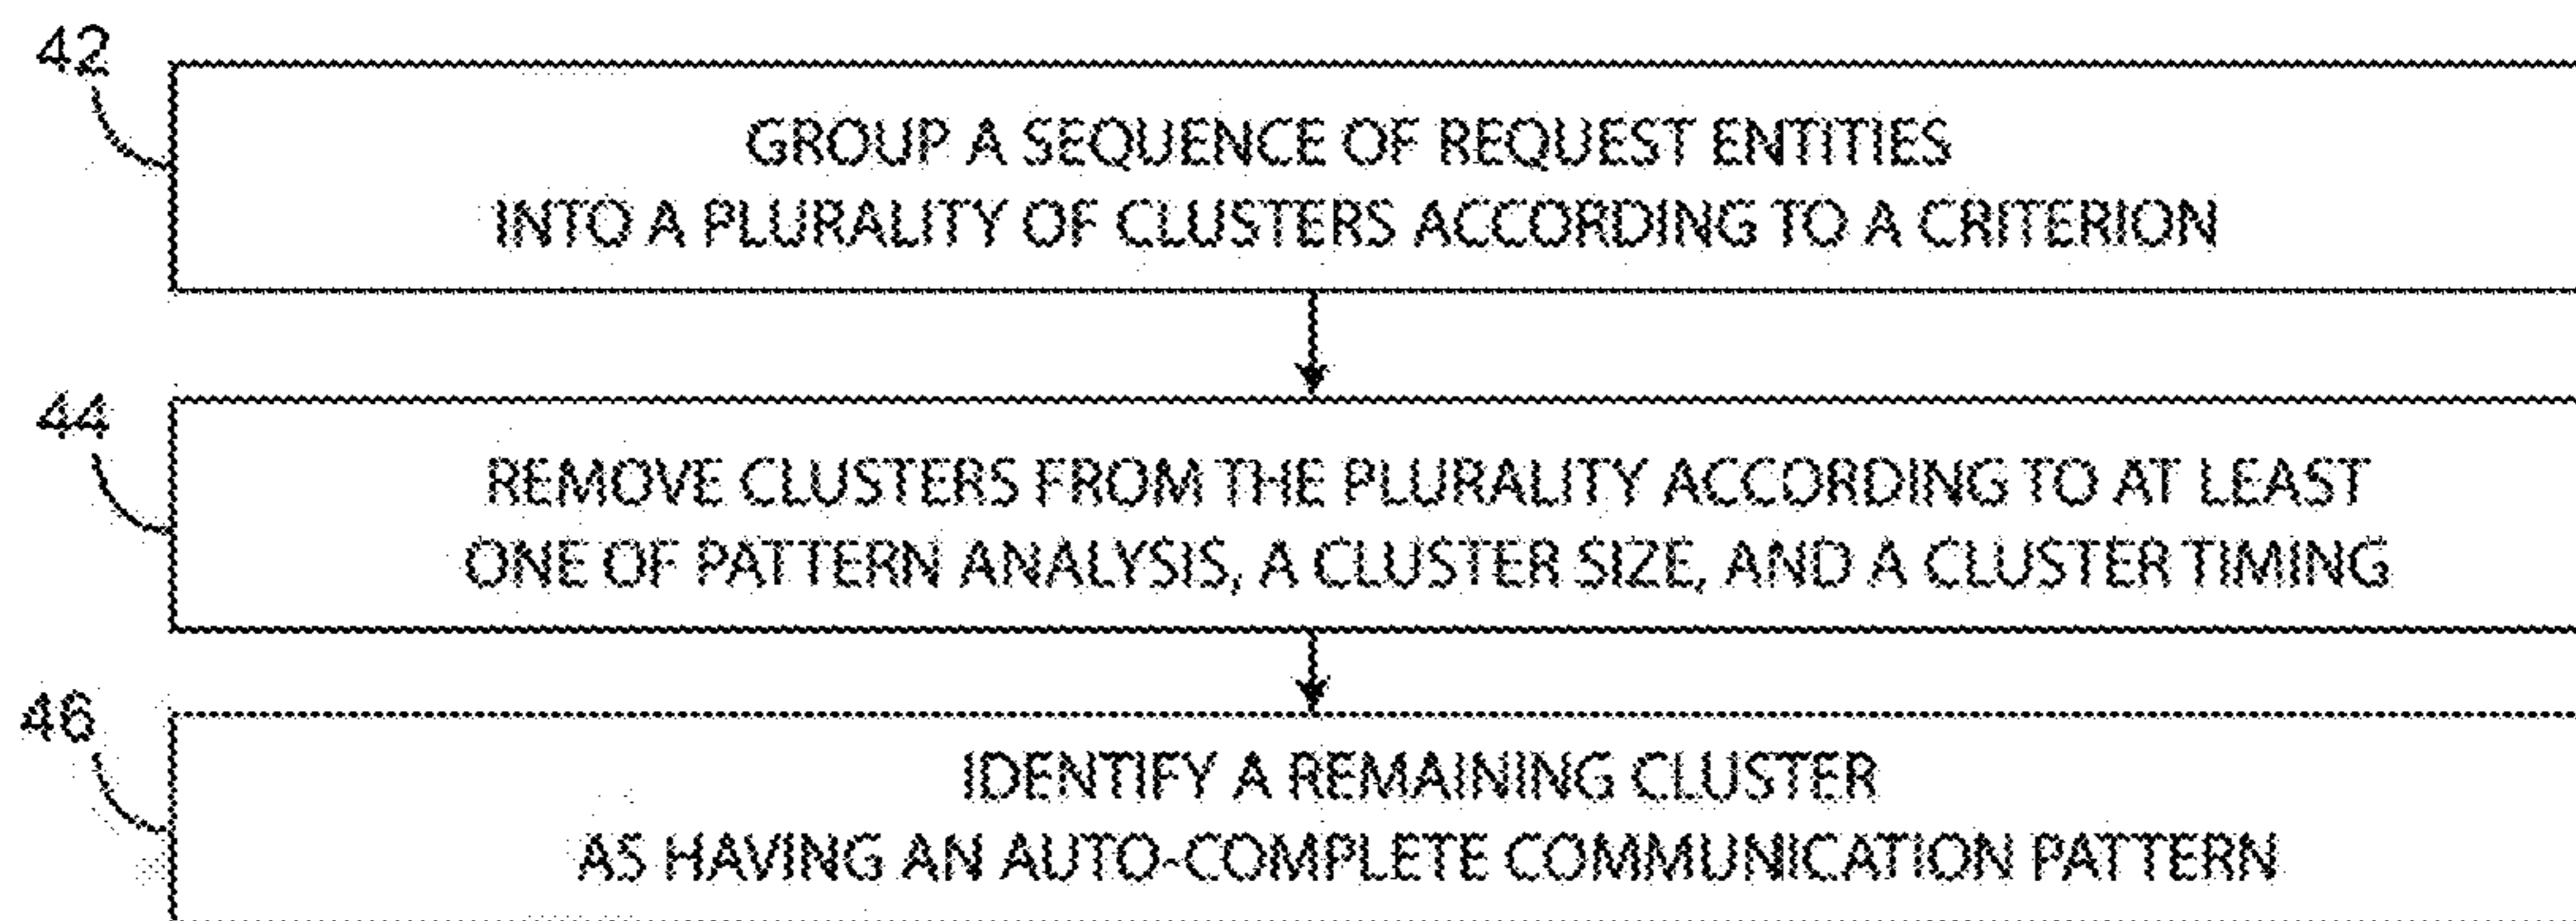 42
GROUP A SEQUENCE OF REQUEST ENTITIES
INTO A PLURALITY OF CLUSTERS ACCORDING TO A CRITERION
44
REMOVE CLUSTERS FROM THE PLURALITY ACCORDING TO AT LEAST
ONE OF PATTERN ANALYSIS, A CLUSTER SIZE, AND A CLUSTER TIMING
46
IDENTIFY A REMAINING CLUSTER
AS HAVING AN AUTO-COMPLETE COMMUNICATION PATTERN